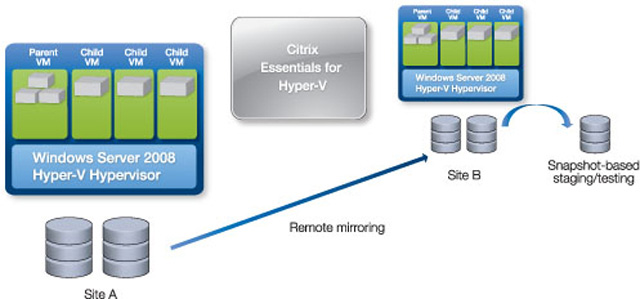 Parent VM
Child VM
Child VM
Child VM
Windows Server 2008
Hyper-V Hypervisor
Site A
Citrix
Essentials for
Hyper-V
Remote mirroring
Parent VM
Child VM
Child VM
Child VM
Windows Server 2008
Hyper-V Hypervisor
Site B
Snapshot-based
staging/testing